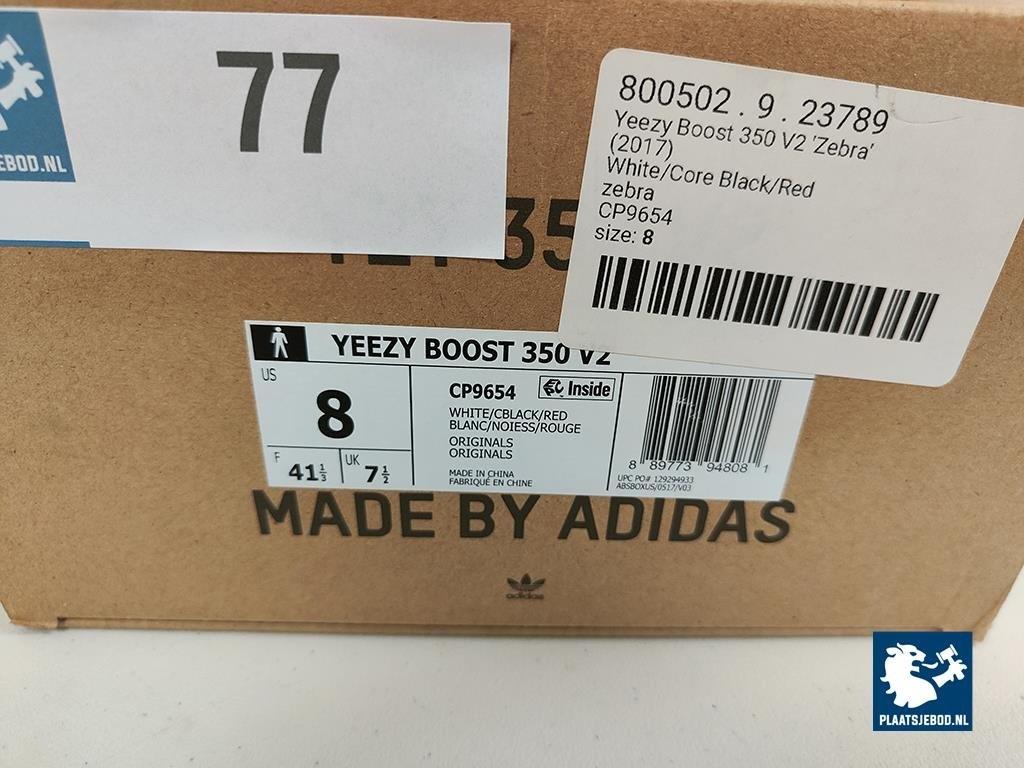 77
EBOD.NL
800502 . 9 . 23789
Yeezy Boost 350 V2 'Zebra'
(2017)
White/Core Black/Red
zebra
CP9654
size: 8
35
YEEZY BOOST 350 V2
US
8
F 41⅓
UK 7½
CP9654
Inside
WHITE/CBLACK/RED
BLANC/NOIESS/ROUGE
ORIGINALS
ORIGINALS
MADE IN CHINA
FABRIQUÉ EN CHINE
8 89773 94808 1
UPC PO# 129294933
ABSBOXUS/0517/V03
MADE BY ADIDAS
adidas
PLAATSJEBOD.NL